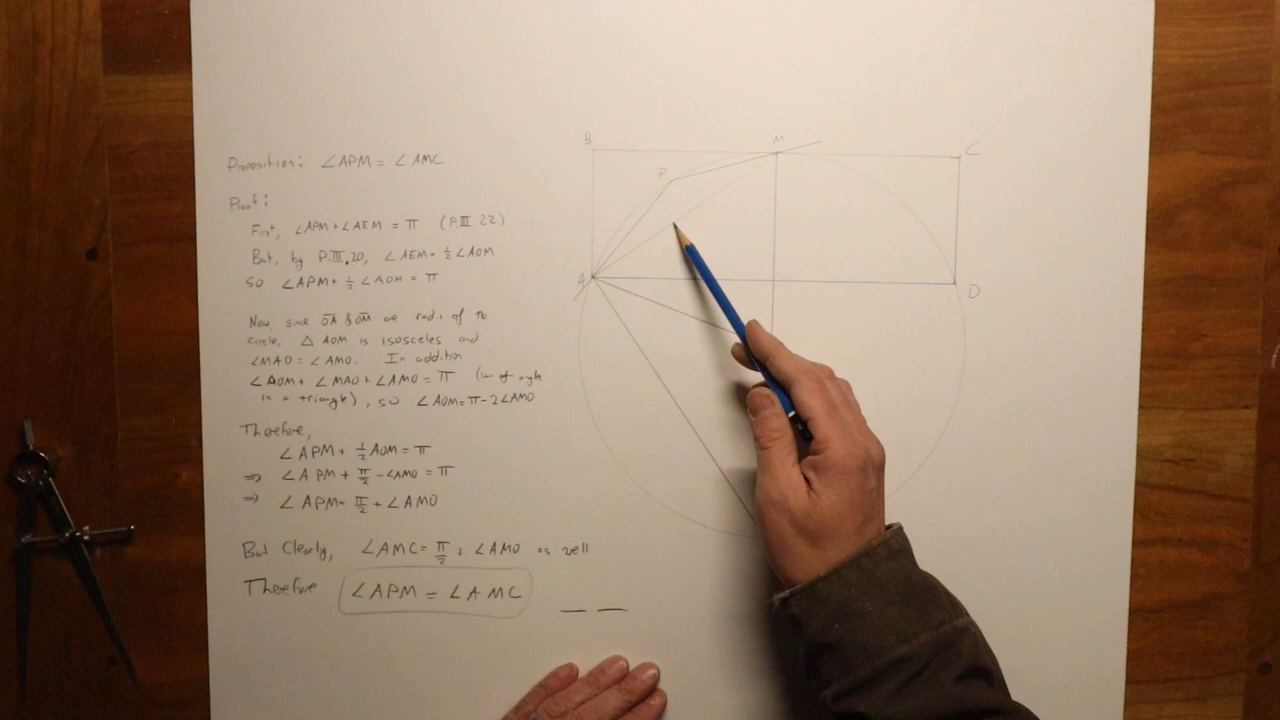 Proposition: ∠APM = ∠AMC
Proof:
First, ∠APM + ∠AEM = π (P.III.22)
But, by P.III.20, ∠AEM = 1/2 ∠AOM
so ∠APM + 1/2 ∠AOM = π
Now, since OA & OM are radii of the
circle, △ AOM is isosceles and
∠MAO = ∠AMO. In addition
∠AOM + ∠MAO + ∠AMO = π (sum of angle
in a triangle), so ∠AOM = π - 2∠AMO
Therefore,
∠APM + 1/2 AOM = π
⇒ ∠APM + π/2 - ∠AMO = π
⇒ ∠APM = π/2 + ∠AMO
But Clearly, ∠AMC = π/2 + ∠AMO as well
Therefore ∠APM = ∠AMC
B
M
C
P
A
D